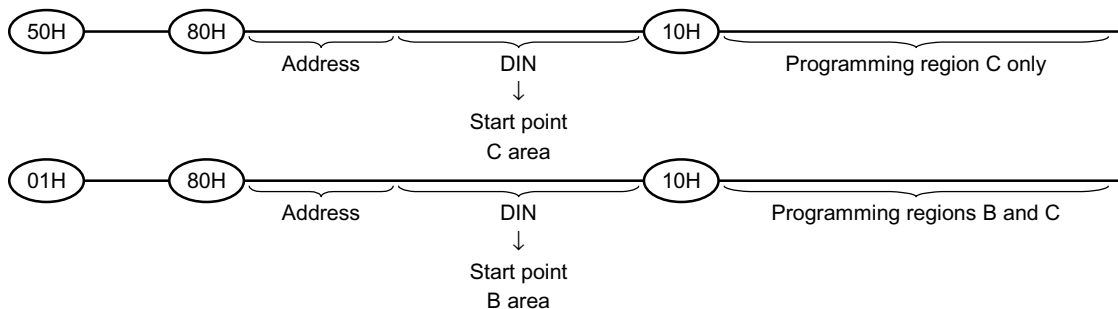 50H 80H 10H
Address DIN Programming region C only
↓
Start point
C area
01H 80H 10H
Address DIN Programming regions B and C
↓
Start point
B area